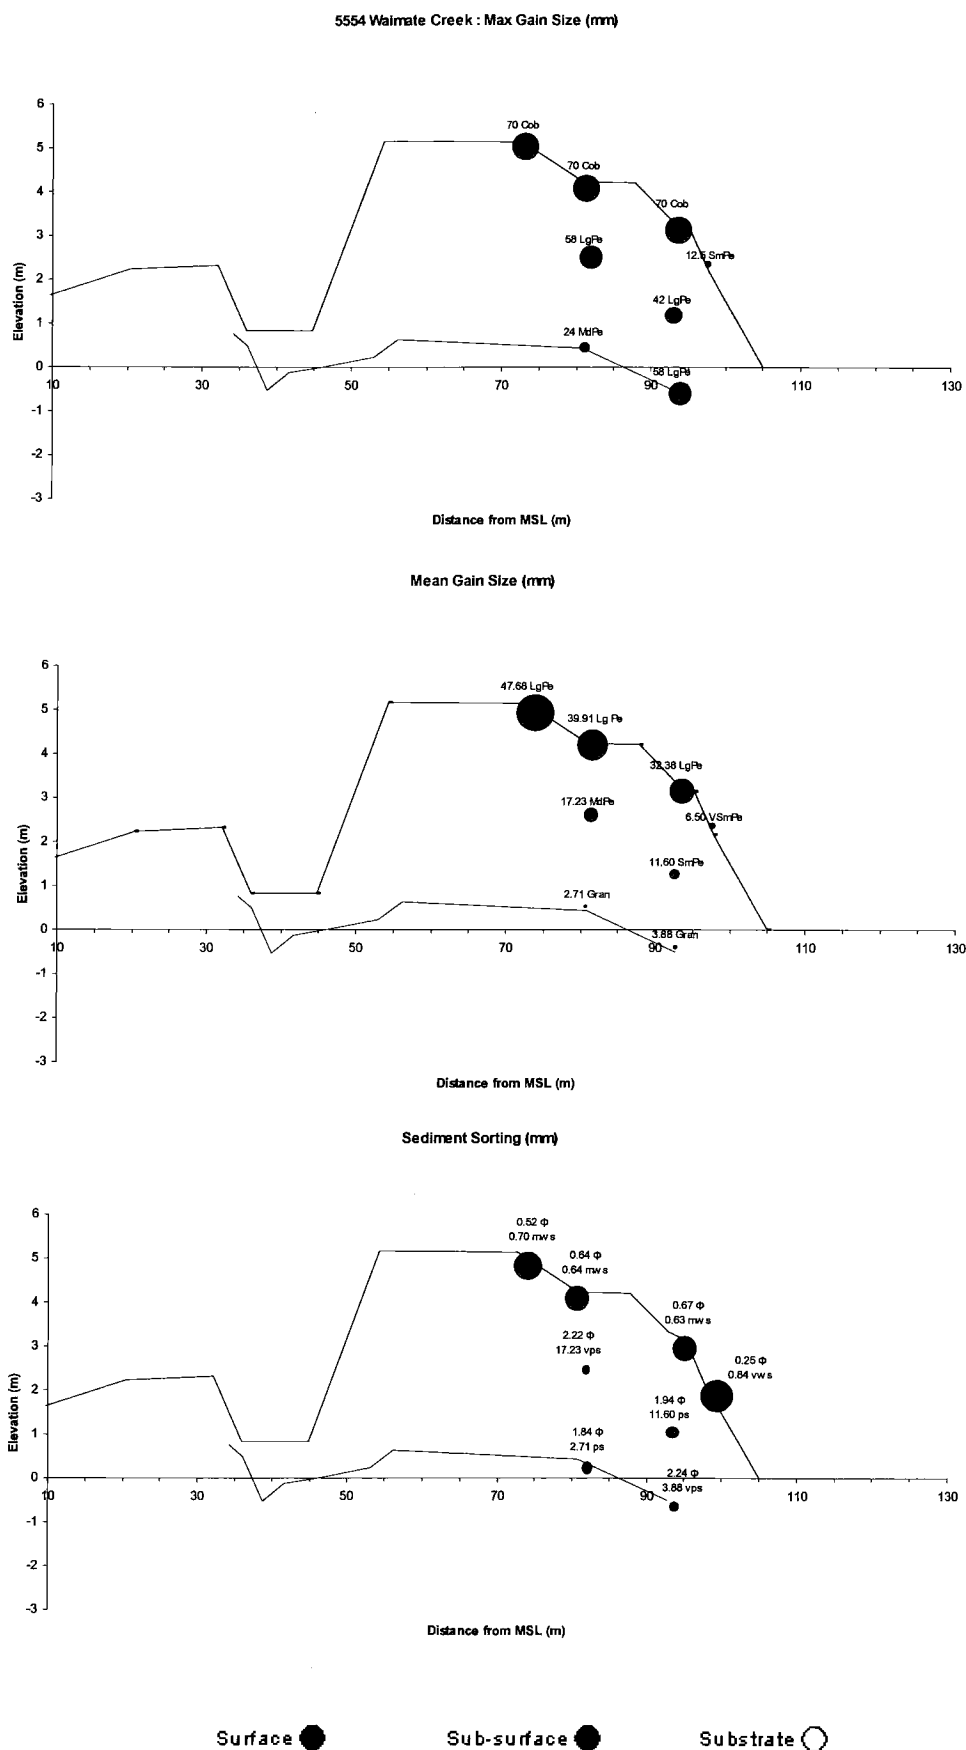 5554 Waimate Creek : Max Gain Size (mm)
6
5
4
3
2
1
0
-1
-2
-3
Elevation (m)
10 30 50 70 90 110 130
70 Cob
70 Cob
70 Cob
58 LgPe
12.5 SmPe
42 LgPe
24 MdPe
58 LgPe
Distance from MSL (m)
Mean Gain Size (mm)
6
5
4
3
2
1
0
-1
-2
-3
Elevation (m)
10 30 50 70 90 110 130
47.68 LgPe
39.91 Lg Pe
32.38 LgPe
17.23 MdPe
6.50 VSmPe
11.60 SmPe
2.71 Gran
3.88 Gran
Distance from MSL (m)
Sediment Sorting (mm)
6
5
4
3
2
1
0
-1
-2
-3
Elevation (m)
10 30 50 70 90 110 130
0.52 Φ
0.70 mws
0.64 Φ
0.64 mws
0.67 Φ
0.63 mws
2.22 Φ
17.23 vps
0.25 Φ
0.84 vws
1.94 Φ
11.60 ps
1.84 Φ
2.71 ps
2.24 Φ
3.88 vps
Distance from MSL (m)
Surface Sub-surface Substrate